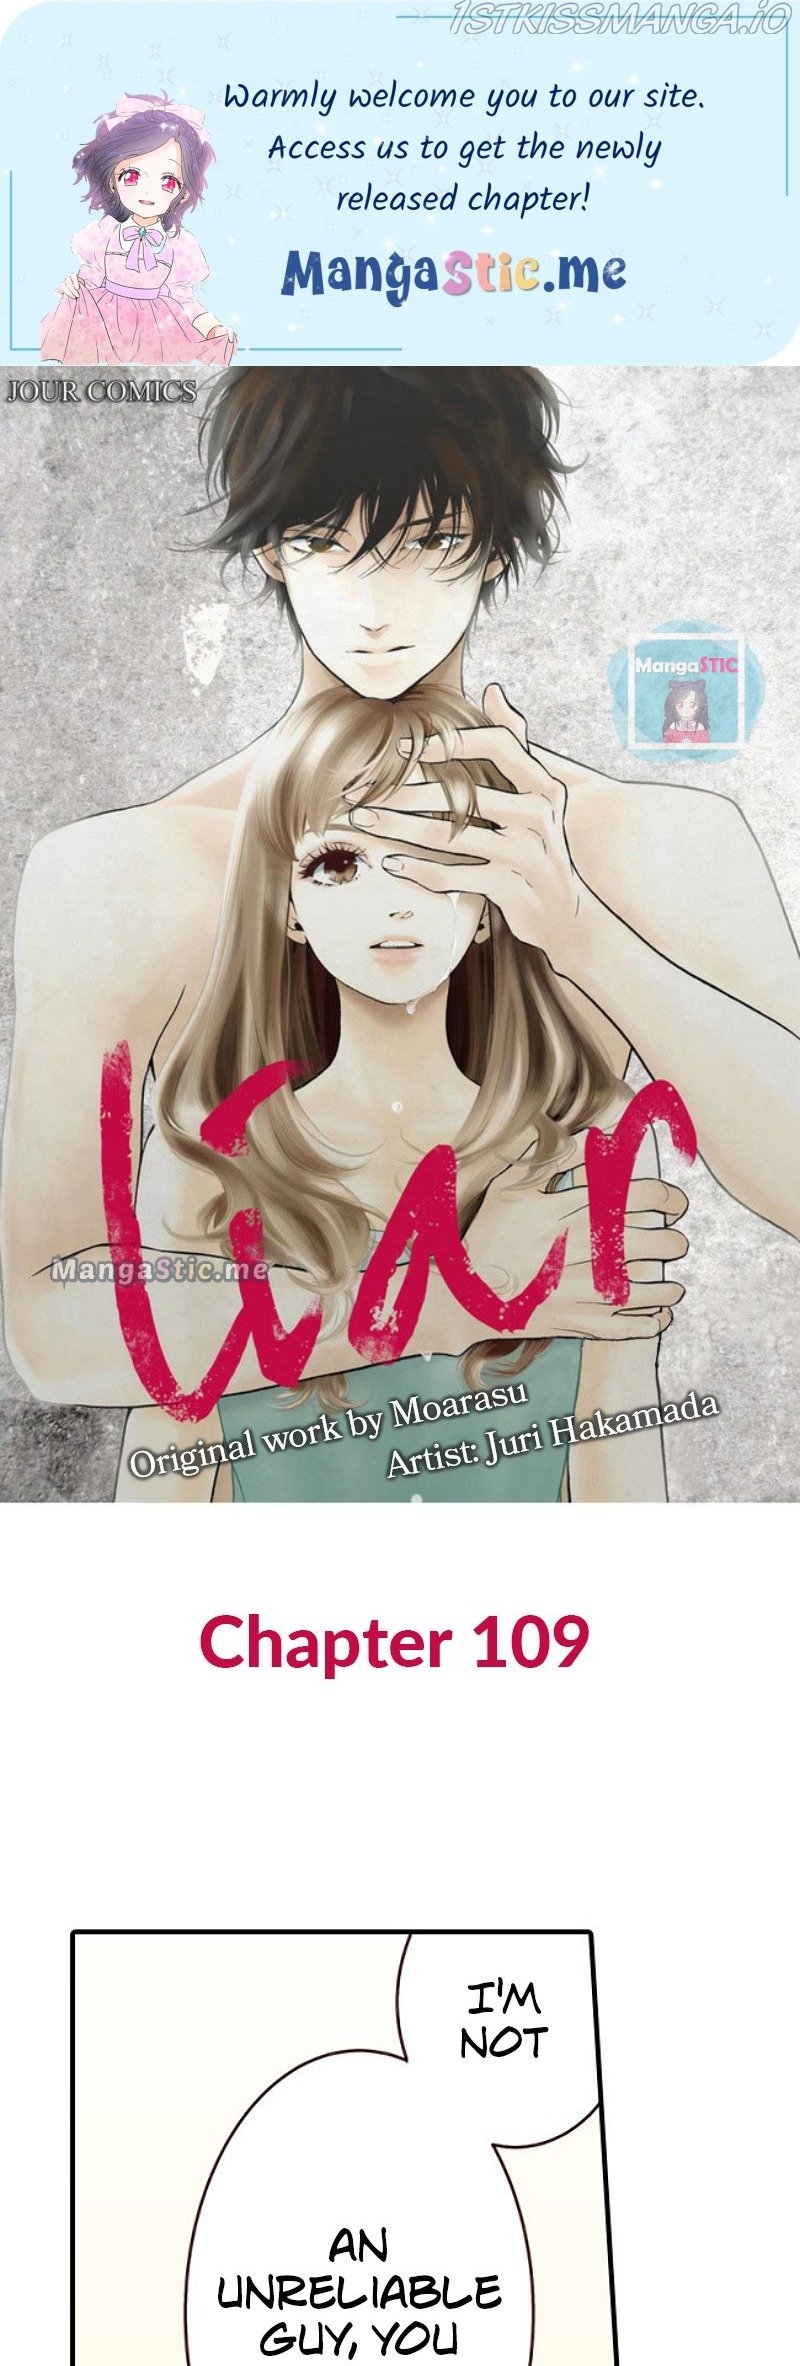 1STKISSMANGA.iO
Warmly welcome you to our site.
Access us to get the newly
released chapter!
MangaStic.me
JOUR COMICS
MangaSTIC
liar
MangaStic.me
Original work by Moarasu
Artist: Juri Hakamada
Chapter 109
I'M
NOT
AN
UNRELIABLE
GUY, YOU